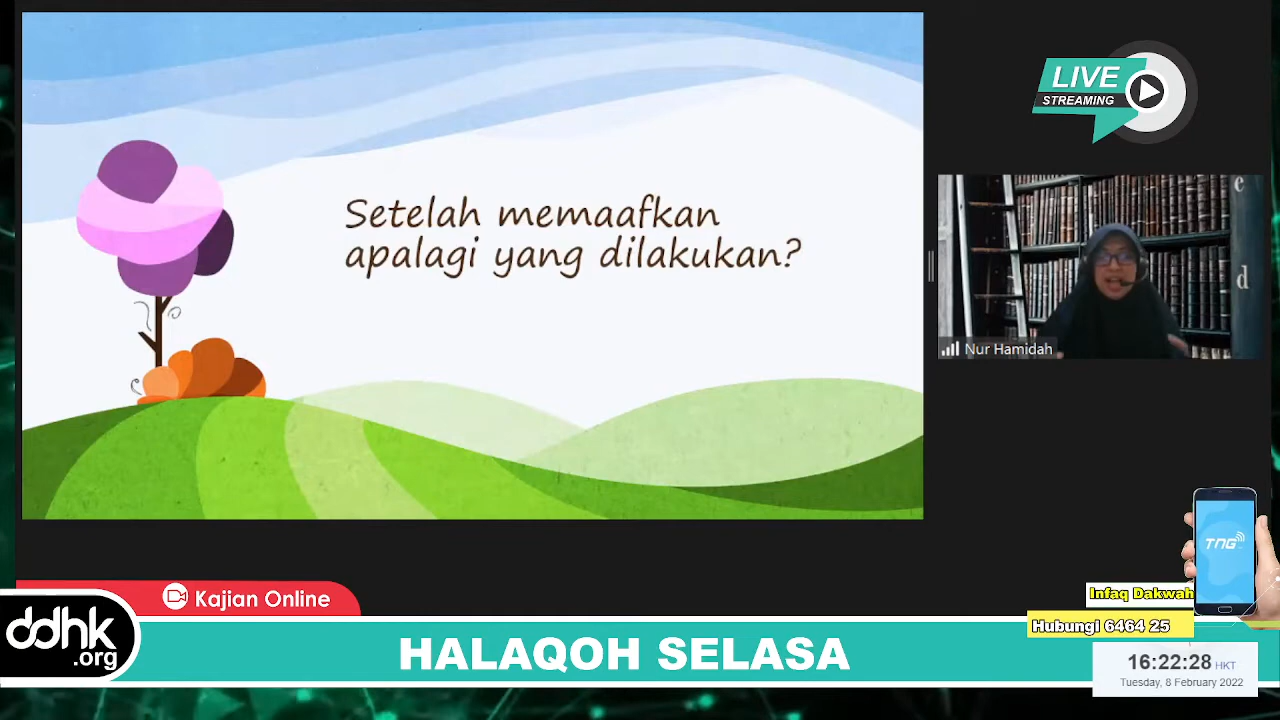 LIVE
STREAMING
Setelah memaafkan
apalagi yang dilakukan?
e
d
Nur Hamidah
TNG
Kajian Online
Infaq Dakwah
Hubungi 6464 25
ddhk
.org
HALAQOH SELASA
16:22:28 HKT
Tuesday, 8 February 2022